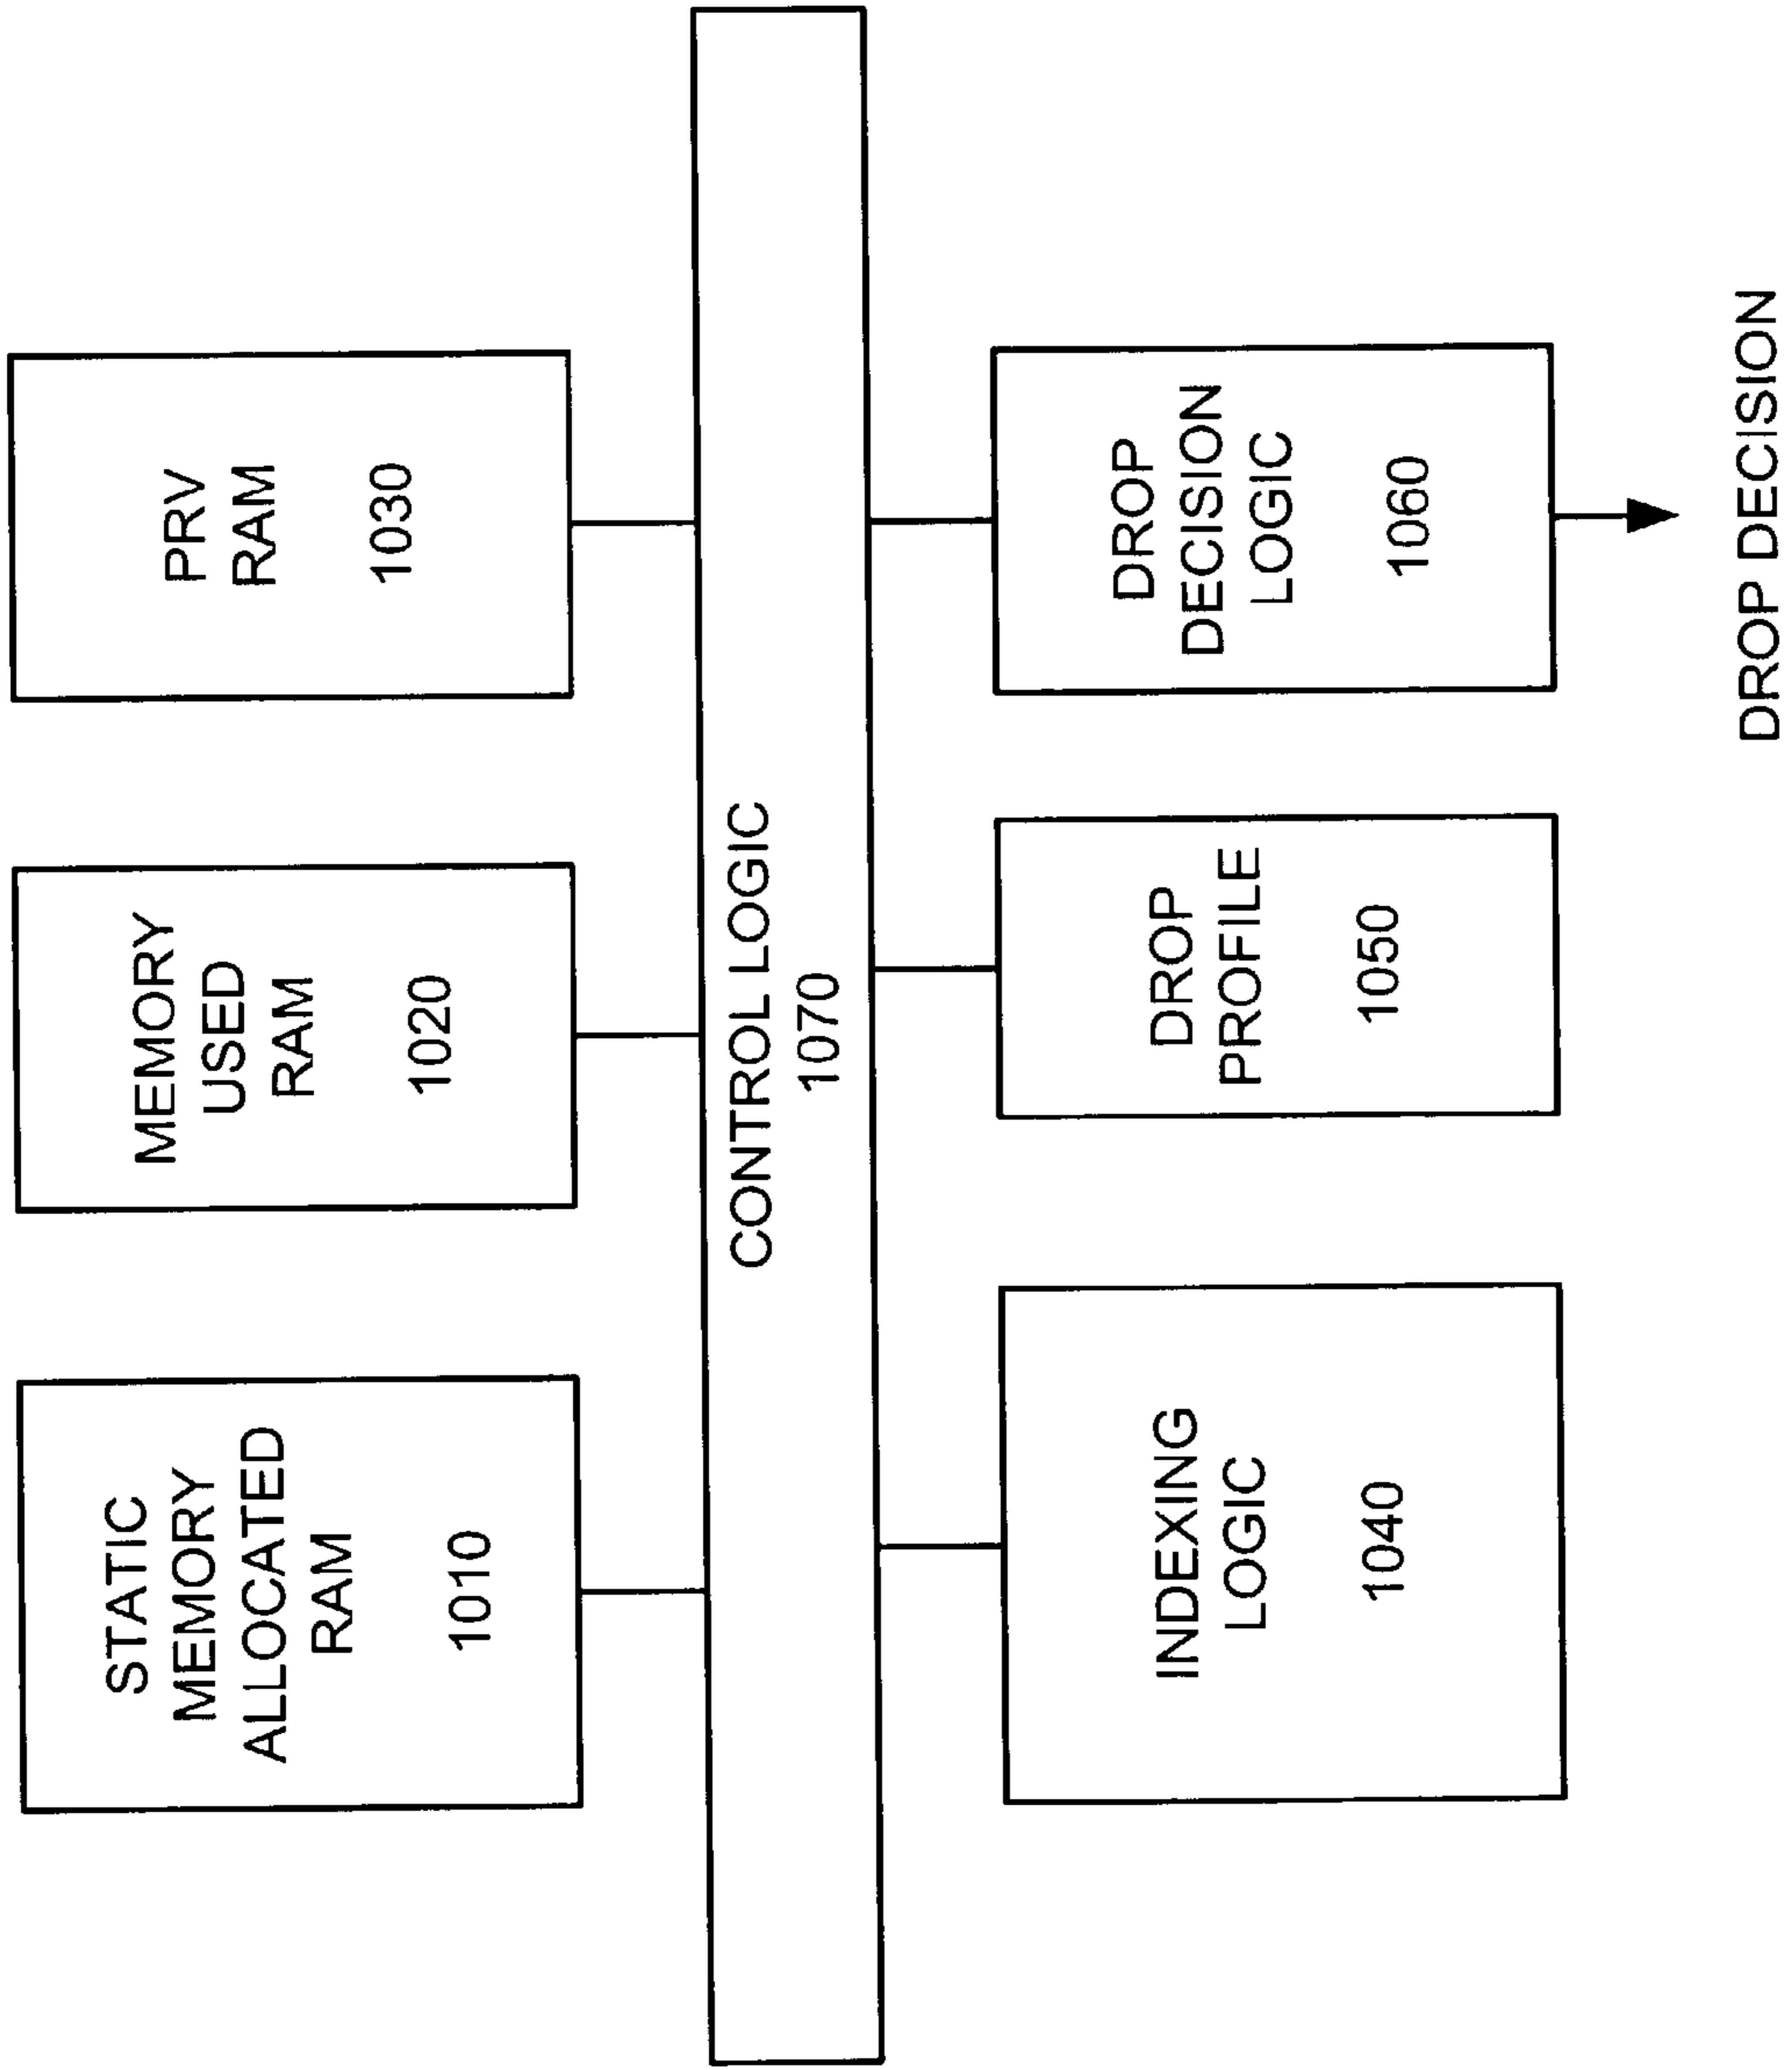 STATIC
MEMORY
ALLOCATED
RAM
1010
MEMORY
USED
RAM
1020
PRV
RAM
1030
CONTROL LOGIC
1070
INDEXING
LOGIC
1040
DROP
PROFILE
1050
DROP
DECISION
LOGIC
1060
DROP DECISION